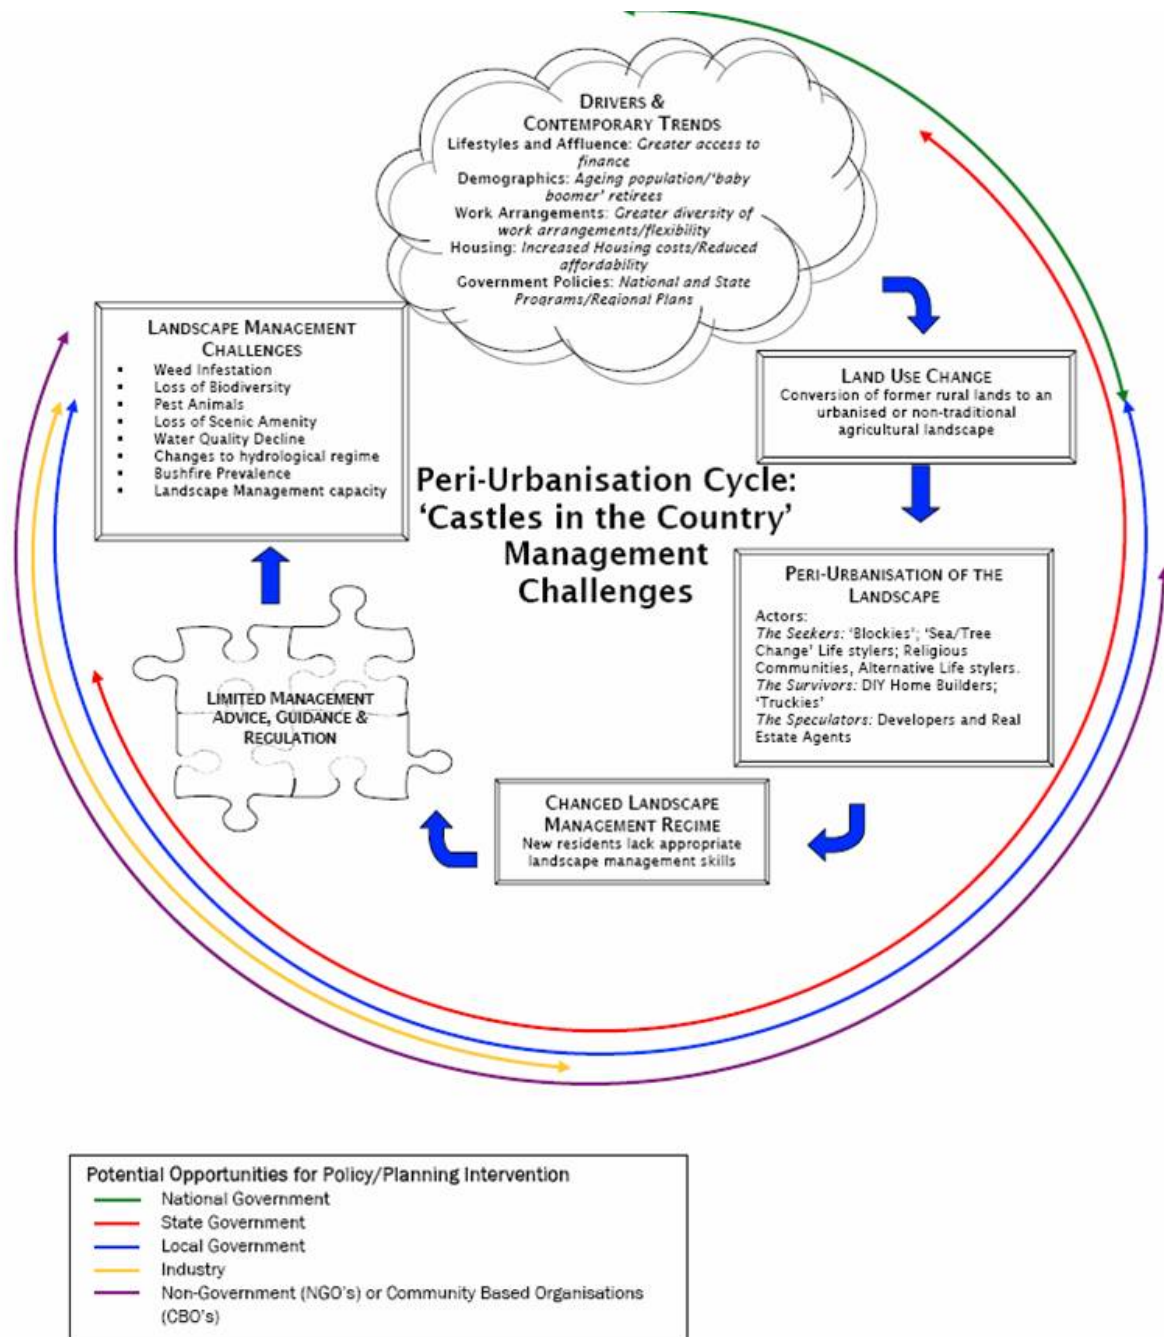 DRIVERS &
CONTEMPORARY TRENDS
Lifestyles and Affluence: Greater access to
finance
Demographics: Ageing population/'baby
boomer' retirees
Work Arrangements: Greater diversity of
work arrangements/flexibility
Housing: Increased Housing costs/Reduced
affordability
Government Policies: National and State
Programs/Regional Plans
LAND USE CHANGE
Conversion of former rural lands to an
urbanised or non-traditional
agricultural landscape
PERI-URBANISATION OF THE
LANDSCAPE
Actors:
The Seekers: 'Blockies'; 'Sea/Tree
Change' Life stylers; Religious
Communities, Alternative Life stylers.
The Survivors: DIY Home Builders;
'Truckies'
The Speculators: Developers and Real
Estate Agents
CHANGED LANDSCAPE
MANAGEMENT REGIME
New residents lack appropriate
landscape management skills
LIMITED MANAGEMENT
ADVICE, GUIDANCE &
REGULATION
LANDSCAPE MANAGEMENT
CHALLENGES
▪ Weed Infestation
▪ Loss of Biodiversity
▪ Pest Animals
▪ Loss of Scenic Amenity
▪ Water Quality Decline
▪ Changes to hydrological regime
▪ Bushfire Prevalence
▪ Landscape Management capacity
Peri-Urbanisation Cycle:
'Castles in the Country'
Management
Challenges
Potential Opportunities for Policy/Planning Intervention
National Government
State Government
Local Government
Industry
Non-Government (NGO's) or Community Based Organisations
(CBO's)